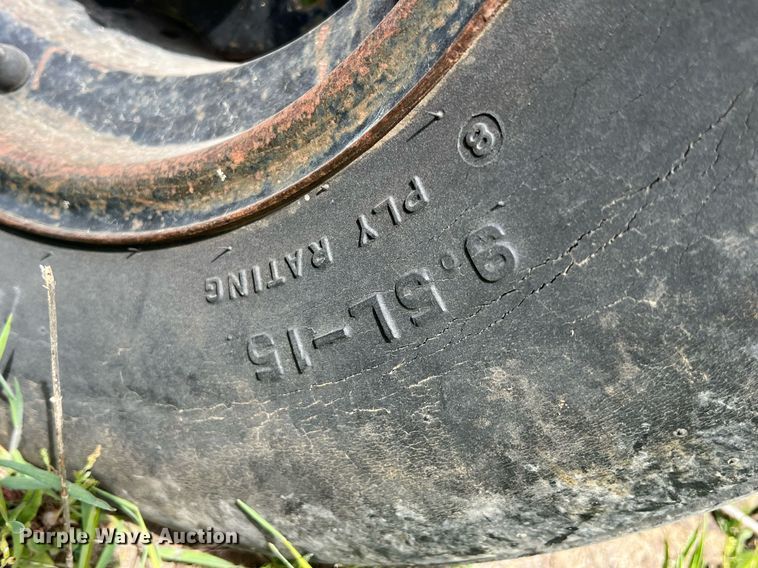 9.5L-15
8 PLY RATING
Purple Wave Auction